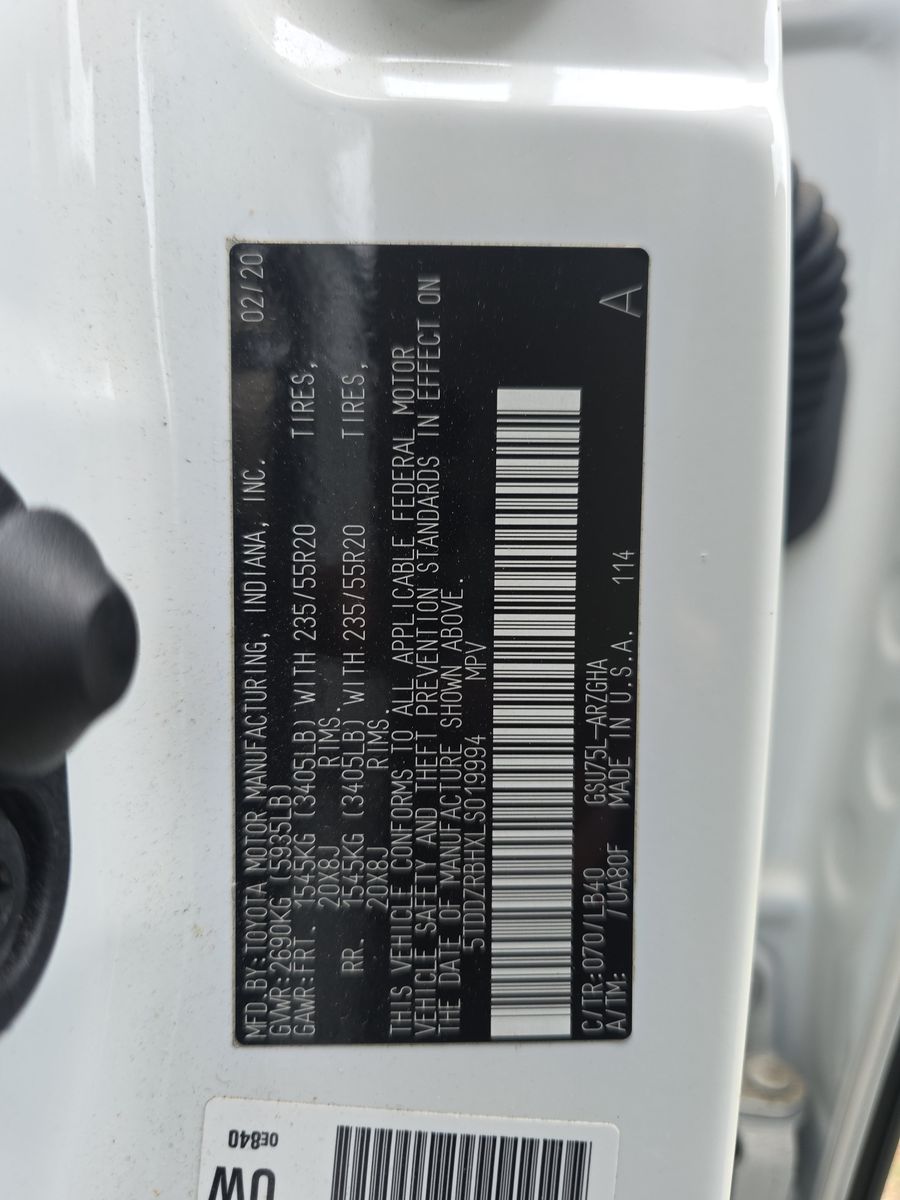 MFD.BY:TOYOTA MOTOR MANUFACTURING, INDIANA, INC. 02/20
GVWR:2690KG (5935LB)
GAWR:FRT. 1545KG (3405LB) WITH 235/55R20 TIRES,
20X8J RIMS.
RR. 1545KG (3405LB) WITH 235/55R20 TIRES,
20X8J RIMS.
THIS VEHICLE CONFORMS TO ALL APPLICABLE FEDERAL MOTOR
VEHICLE SAFETY AND THEFT PREVENTION STANDARDS IN EFFECT ON
THE DATE OF MANUFACTURE SHOWN ABOVE.
5TDDZRBHXLS019994 MPV
C/TR:070/LB40 GSU75L-ARZGHA
A/TM: /UA80F MADE IN U.S.A. 114 A
0E840
UW